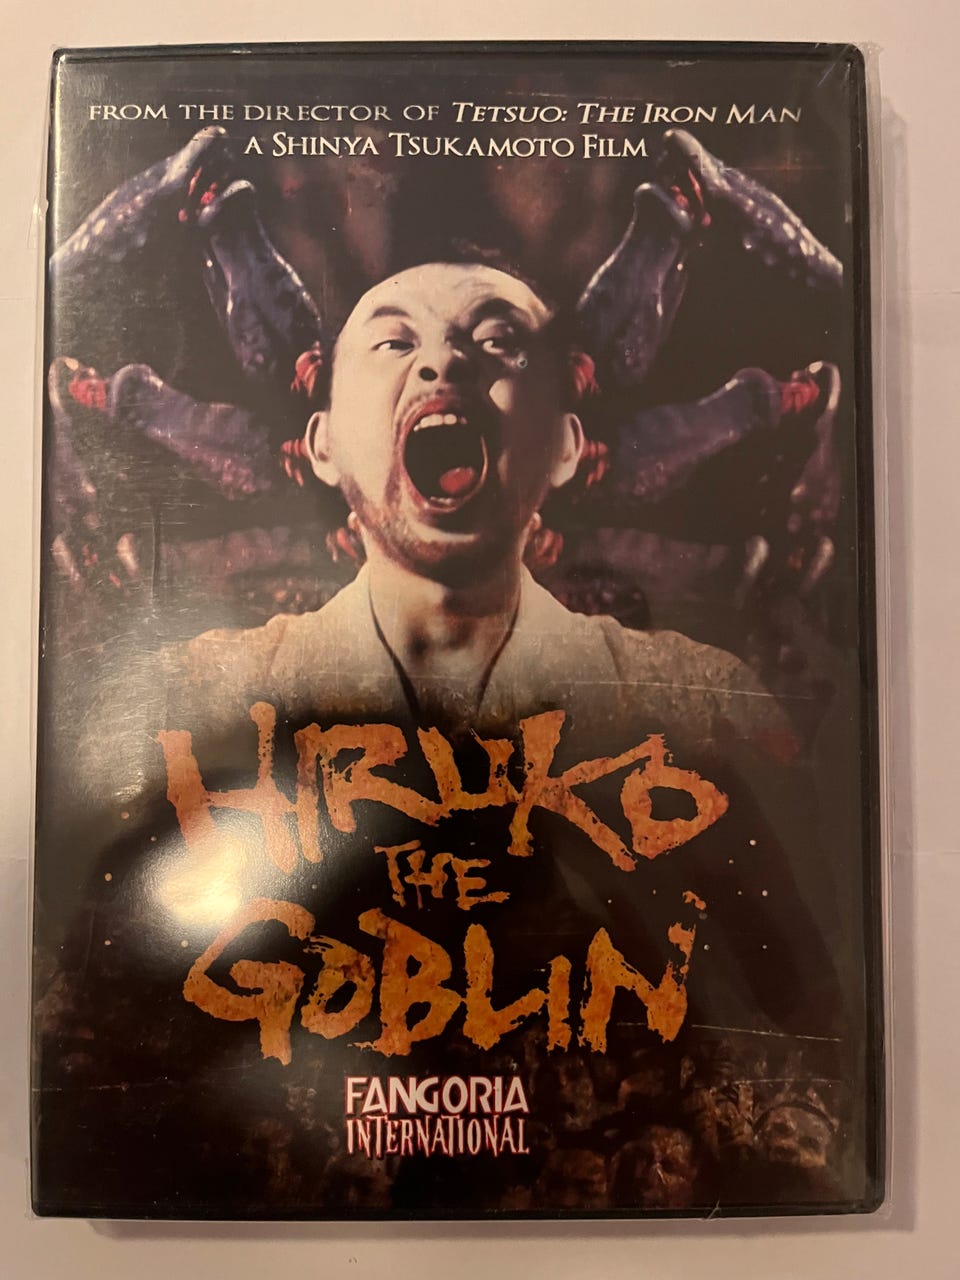 FROM THE DIRECTOR OF TETSUO: THE IRON MAN
A SHINYA TSUKAMOTO FILM
HIRUKO
THE
GOBLIN
FANGORIA
INTERNATIONAL